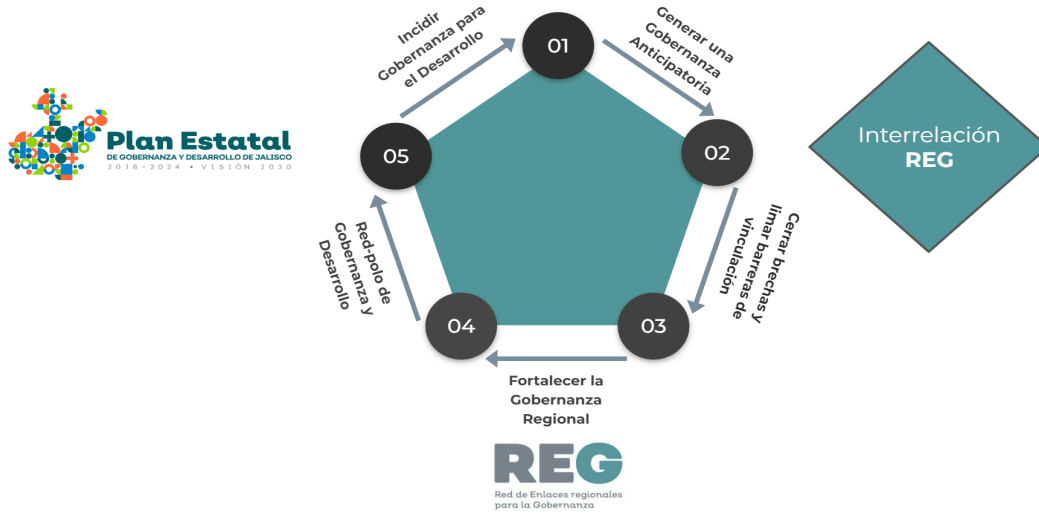 Plan Estatal
DE GOBERNANZA Y DESARROLLO DE JALISCO
2018-2024 • VISIÓN 2030
01
Generar una
Gobernanza
Anticipatoria
02
Cerrar brechas y
limar barreras de
vinculación
03
Fortalecer la
Gobernanza
Regional
04
Red-polo de
Gobernanza y
Desarrollo
05
Incidir
Gobernanza para
el Desarrollo
Interrelación
REG
REG
Red de Enlaces regionales
para la Gobernanza